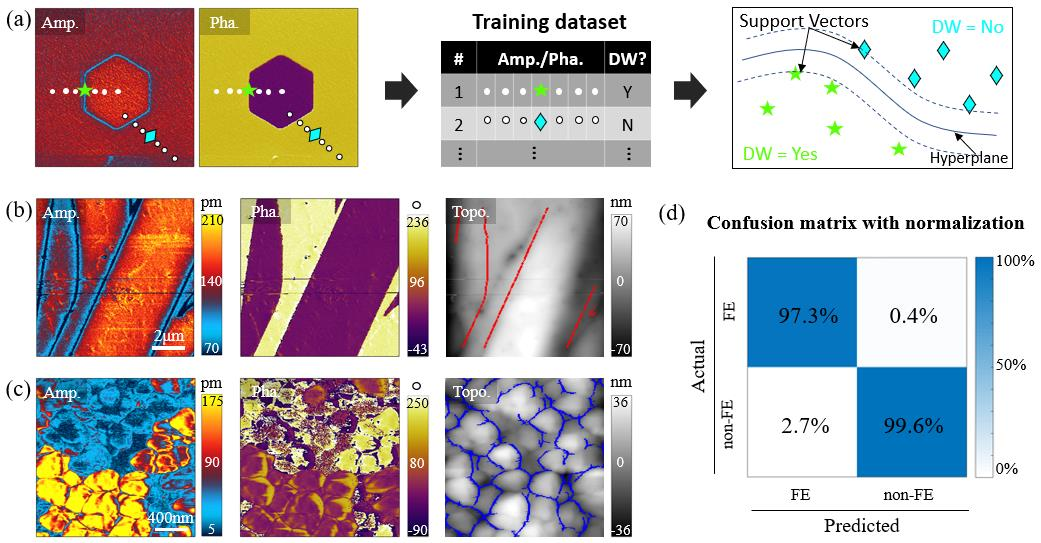 (a)
Amp.
Pha.
Training dataset
# Amp./Pha. DW?
1 Y
2 N
⋮ ⋮ ⋮
Support Vectors
DW = No
DW = Yes
Hyperplane
(b)
Amp.
2μm
pm
210
140
70
Pha.
°
236
96
-43
Topo.
nm
70
0
-70
(c)
Amp.
400nm
pm
175
90
5
Pha.
°
250
80
-90
Topo.
nm
36
0
-36
(d)
Confusion matrix with normalization
Actual
FE
non-FE
97.3% 0.4%
2.7% 99.6%
FE non-FE
Predicted
100%
50%
0%